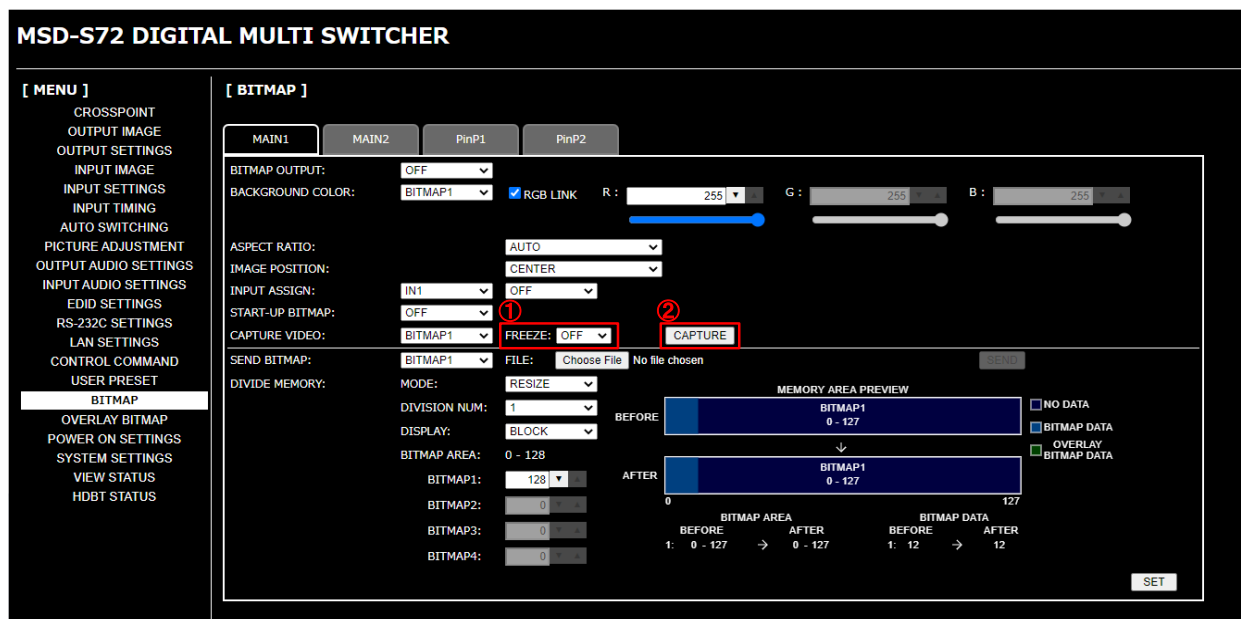 MSD-S72 DIGITAL MULTI SWITCHER
[ MENU ]
CROSSPOINT
OUTPUT IMAGE
OUTPUT SETTINGS
INPUT IMAGE
INPUT SETTINGS
INPUT TIMING
AUTO SWITCHING
PICTURE ADJUSTMENT
OUTPUT AUDIO SETTINGS
INPUT AUDIO SETTINGS
EDID SETTINGS
RS-232C SETTINGS
LAN SETTINGS
CONTROL COMMAND
USER PRESET
BITMAP
OVERLAY BITMAP
POWER ON SETTINGS
SYSTEM SETTINGS
VIEW STATUS
HDBT STATUS
[ BITMAP ]
MAIN1 MAIN2 PinP1 PinP2
BITMAP OUTPUT: OFF
BACKGROUND COLOR: BITMAP1 RGB LINK R : 255 G : 255 B : 255
ASPECT RATIO: AUTO
IMAGE POSITION: CENTER
INPUT ASSIGN: IN1 OFF
START-UP BITMAP: OFF ① ②
CAPTURE VIDEO: BITMAP1 FREEZE: OFF CAPTURE
SEND BITMAP: BITMAP1 FILE: Choose File No file chosen SEND
DIVIDE MEMORY: MODE: RESIZE
DIVISION NUM: 1
DISPLAY: BLOCK
BITMAP AREA: 0 - 128
BITMAP1: 128
BITMAP2: 0
BITMAP3: 0
BITMAP4: 0
MEMORY AREA PREVIEW
BEFORE BITMAP1
0 - 127
↓
AFTER BITMAP1
0 - 127
0 127
NO DATA
BITMAP DATA
OVERLAY
BITMAP DATA
BITMAP AREA BITMAP DATA
BEFORE AFTER BEFORE AFTER
1: 0 - 127 → 0 - 127 1: 12 → 12
SET